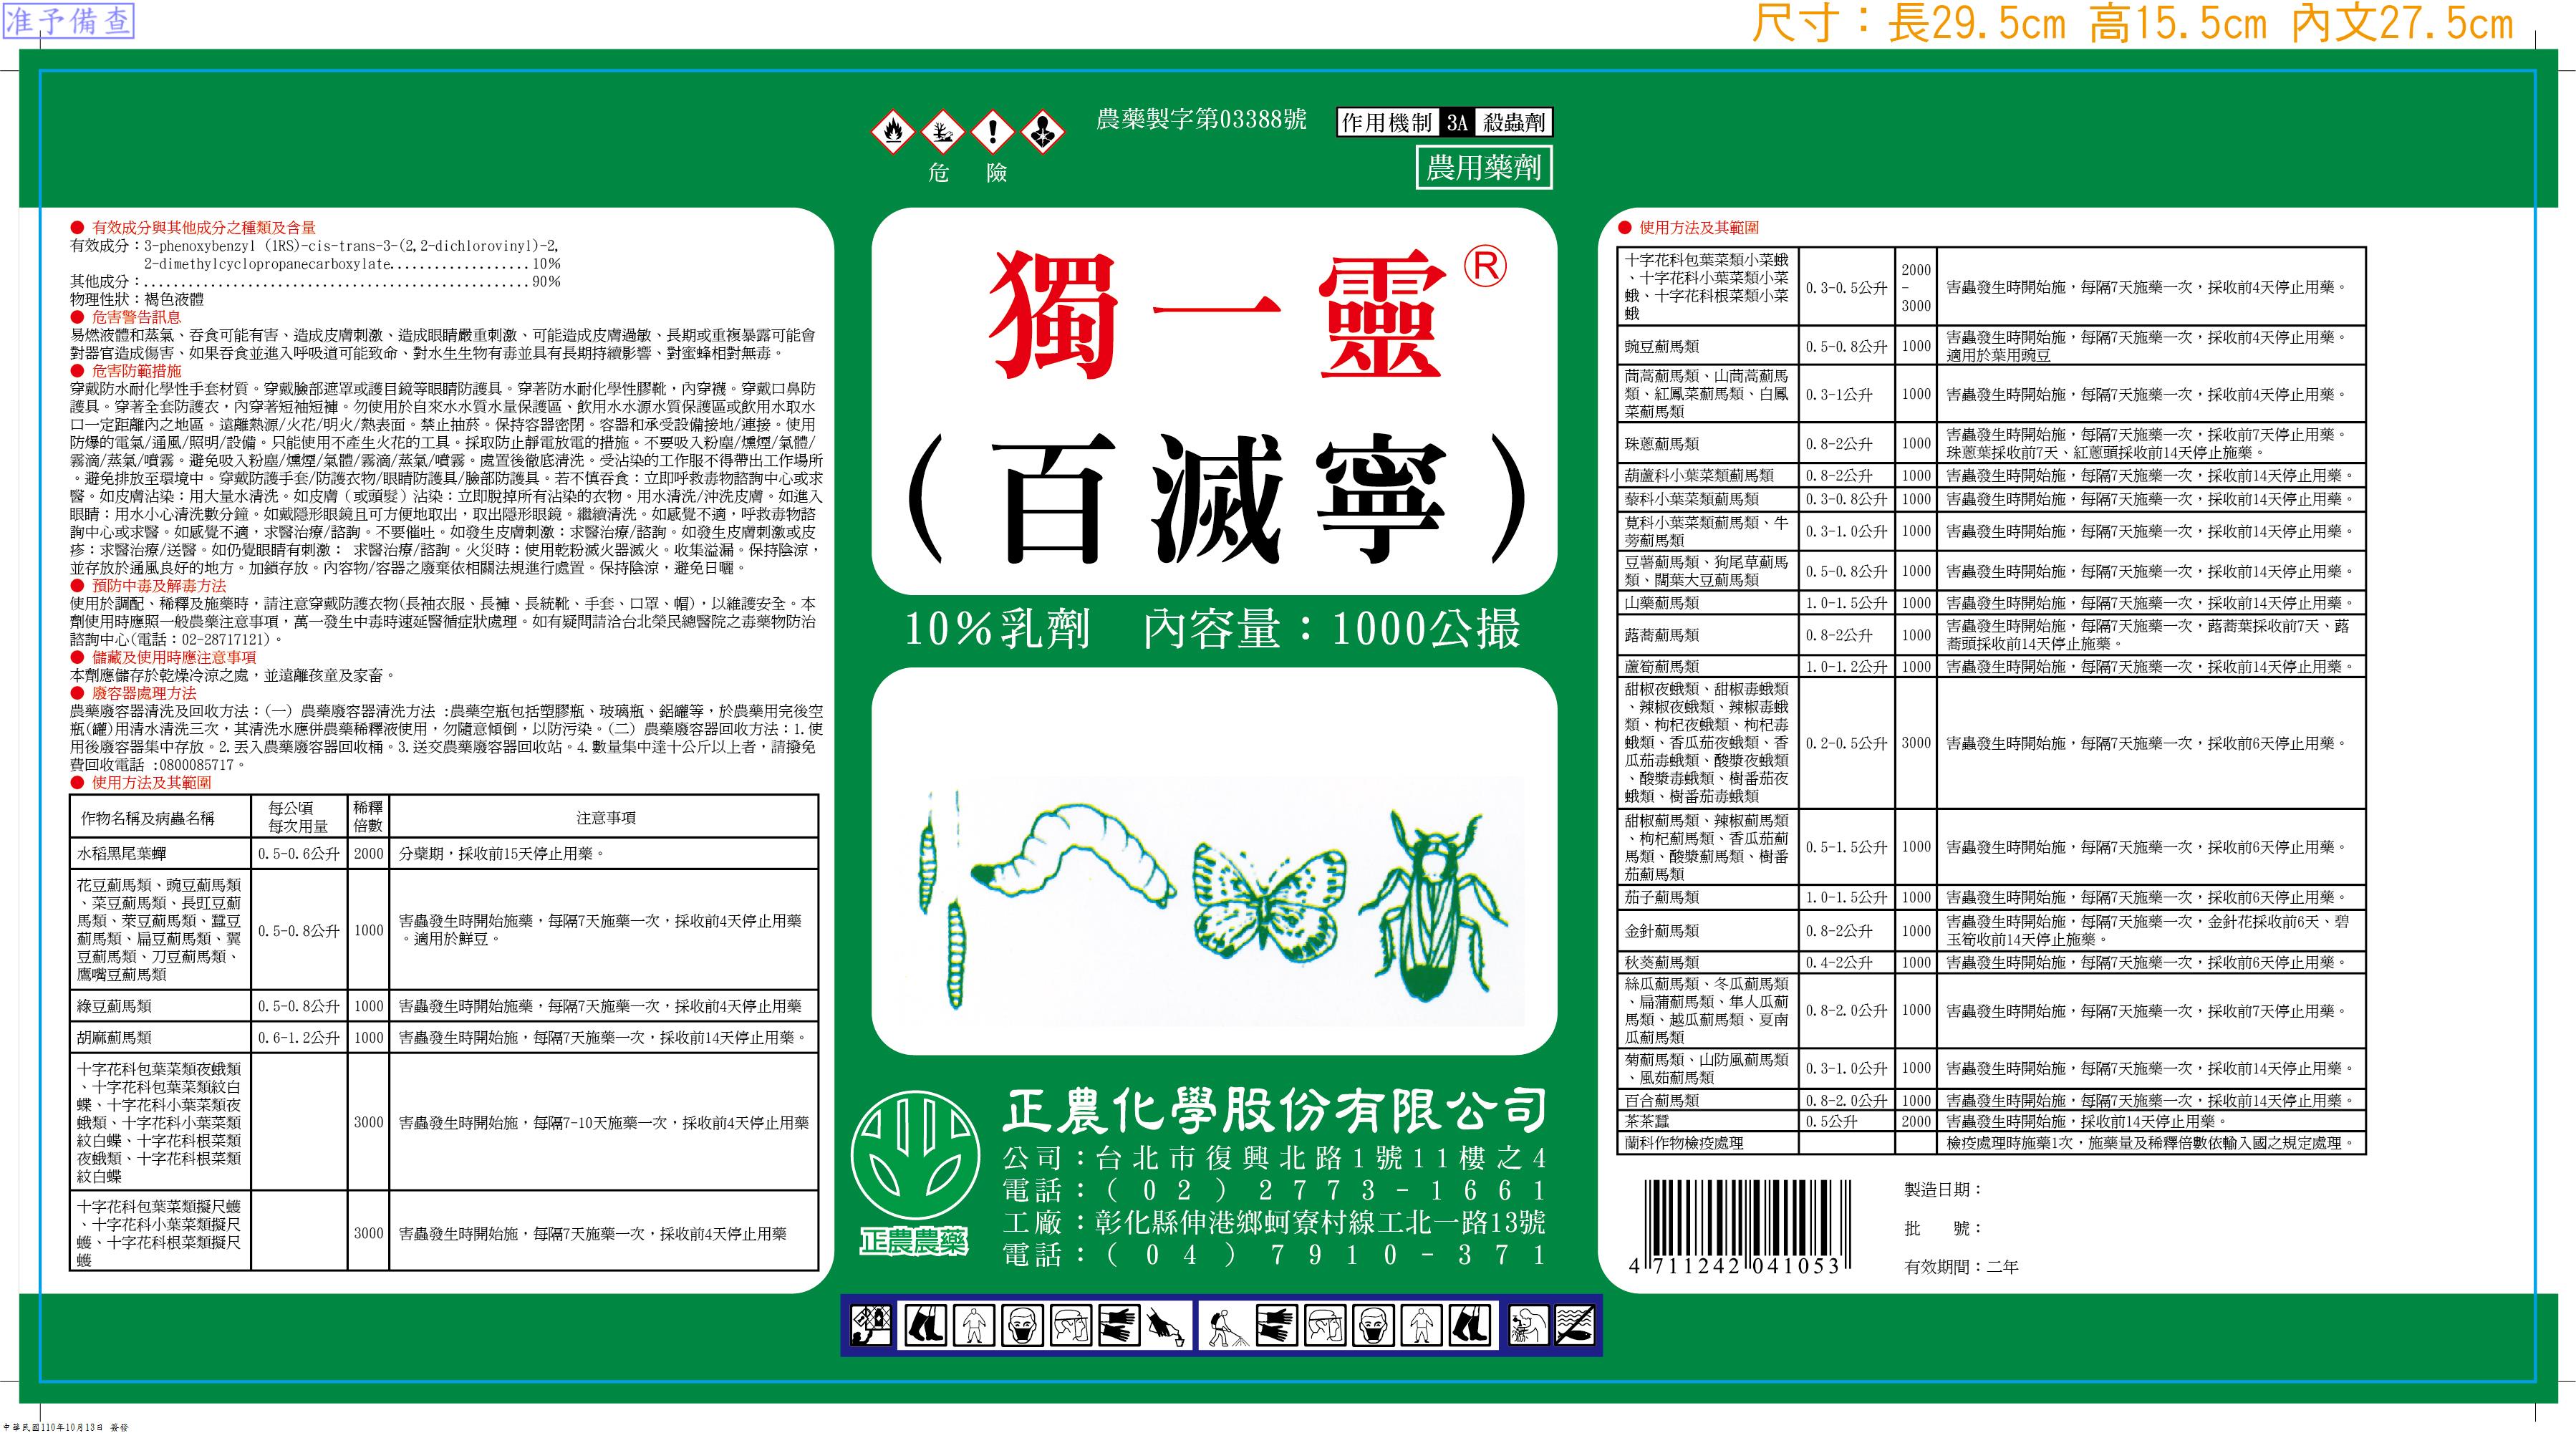 准予備查
尺寸：長29.5cm 高15.5cm 內文27.5cm
農藥製字第03388號
作用機制 3A 殺蟲劑
農用藥劑
危 險
● 有效成分與其他成分之種類及含量
有效成分：3-phenoxybenzyl (1RS)-cis-trans-3-(2,2-dichlorovinyl)-2,
2-dimethylcyclopropanecarboxylate...................10%
其他成分：....................................................90%
物理性狀：褐色液體
● 危害警告訊息
易燃液體和蒸氣、吞食可能有害、造成皮膚刺激、造成眼睛嚴重刺激、可能造成皮膚過敏、長期或重複暴露可能會
對器官造成傷害、如果吞食並進入呼吸道可能致命、對水生生物有毒並具有長期持續影響、對蜜蜂相對無毒。
● 危害防範措施
穿戴防水耐化學性手套材質。穿戴臉部遮罩或護目鏡等眼睛防護具。穿著防水耐化學性膠靴，內穿襪。穿戴口鼻防
護具。穿著全套防護衣，內穿著短袖短褲。勿使用於自來水水質水量保護區、飲用水水源水質保護區或飲用水取水
口一定距離內之地區。遠離熱源/火花/明火/熱表面。禁止抽菸。保持容器密閉。容器和承受設備接地/連接。使用
防爆的電氣/通風/照明/設備。只能使用不產生火花的工具。採取防止靜電放電的措施。不要吸入粉塵/燻煙/氣體/
霧滴/蒸氣/噴霧。避免吸入粉塵/燻煙/氣體/霧滴/蒸氣/噴霧。處置後徹底清洗。受沾染的工作服不得帶出工作場所
。避免排放至環境中。穿戴防護手套/防護衣物/眼睛防護具/臉部防護具。若不慎吞食：立即呼救毒物諮詢中心或求
醫。如皮膚沾染：用大量水清洗。如皮膚（或頭髮）沾染：立即脫掉所有沾染的衣物。用水清洗/沖洗皮膚。如進入
眼睛：用水小心清洗數分鐘。如戴隱形眼鏡且可方便地取出，取出隱形眼鏡。繼續清洗。如感覺不適，呼救毒物諮
詢中心或求醫。如感覺不適，求醫治療/諮詢。不要催吐。如發生皮膚刺激：求醫治療/諮詢。如發生皮膚刺激或皮
疹：求醫治療/送醫。如仍覺眼睛有刺激： 求醫治療/諮詢。火災時：使用乾粉滅火器滅火。收集溢漏。保持陰涼，
並存放於通風良好的地方。加鎖存放。內容物/容器之廢棄依相關法規進行處置。保持陰涼，避免日曬。
● 預防中毒及解毒方法
使用於調配、稀釋及施藥時，請注意穿戴防護衣物(長袖衣服、長褲、長統靴、手套、口罩、帽)，以維護安全。本
劑使用時應照一般農藥注意事項，萬一發生中毒時速延醫循症狀處理。如有疑問請洽台北榮民總醫院之毒藥物防治
諮詢中心(電話：02-28717121)。
● 儲藏及使用時應注意事項
本劑應儲存於乾燥冷涼之處，並遠離孩童及家畜。
● 廢容器處理方法
農藥廢容器清洗及回收方法：(一) 農藥廢容器清洗方法 :農藥空瓶包括塑膠瓶、玻璃瓶、鋁罐等，於農藥用完後空
瓶(罐)用清水清洗三次，其清洗水應併農藥稀釋液使用，勿隨意傾倒，以防污染。(二) 農藥廢容器回收方法：1.使
用後廢容器集中存放。2.丟入農藥廢容器回收桶。3.送交農藥廢容器回收站。4.數量集中達十公斤以上者，請撥免
費回收電話 :0800085717。
● 使用方法及其範圍
作物名稱及病蟲名稱 每公頃 稀釋 注意事項
每次用量 倍數
水稻黑尾葉蟬 0.5-0.6公升 2000 分蘗期，採收前15天停止用藥。
花豆薊馬類、豌豆薊馬類
、菜豆薊馬類、長豇豆薊
馬類、萊豆薊馬類、蠶豆
薊馬類、扁豆薊馬類、翼
豆薊馬類、刀豆薊馬類、
鷹嘴豆薊馬類
0.5-0.8公升 1000 害蟲發生時開始施藥，每隔7天施藥一次，採收前4天停止用藥
。適用於鮮豆。
綠豆薊馬類 0.5-0.8公升 1000 害蟲發生時開始施藥，每隔7天施藥一次，採收前4天停止用藥
胡麻薊馬類 0.6-1.2公升 1000 害蟲發生時開始施，每隔7天施藥一次，採收前14天停止用藥。
十字花科包葉菜類夜蛾類
、十字花科包葉菜類紋白
蝶、十字花科小葉菜類夜
蛾類、十字花科小葉菜類
紋白蝶、十字花科根菜類
夜蛾類、十字花科根菜類
紋白蝶
3000 害蟲發生時開始施，每隔7-10天施藥一次，採收前4天停止用藥
十字花科包葉菜類擬尺蠖
、十字花科小葉菜類擬尺
蠖、十字花科根菜類擬尺
蠖
3000 害蟲發生時開始施，每隔7天施藥一次，採收前4天停止用藥
獨一靈®
（百滅寧）
10%乳劑 內容量：1000公撮
正農農藥
正農化學股份有限公司
公司：台北市復興北路1號11樓之4
電話：(02)2773-1661
工廠：彰化縣伸港鄉蚵寮村線工北一路13號
電話：(04)7910-371
● 使用方法及其範圍
十字花科包葉菜類小菜蛾
、十字花科小葉菜類小菜
蛾、十字花科根菜類小菜
蛾
0.3-0.5公升
2000
-
3000
害蟲發生時開始施，每隔7天施藥一次，採收前4天停止用藥。
豌豆薊馬類 0.5-0.8公升 1000 害蟲發生時開始施，每隔7天施藥一次，採收前4天停止用藥。
適用於葉用豌豆
茼蒿薊馬類、山茼蒿薊馬
類、紅鳳菜薊馬類、白鳳
菜薊馬類
0.3-1公升 1000 害蟲發生時開始施，每隔7天施藥一次，採收前4天停止用藥。
珠蔥薊馬類 0.8-2公升 1000 害蟲發生時開始施，每隔7天施藥一次，採收前7天停止用藥。
珠蔥葉採收前7天、紅蔥頭採收前14天停止施藥。
葫蘆科小葉菜類薊馬類 0.8-2公升 1000 害蟲發生時開始施，每隔7天施藥一次，採收前14天停止用藥。
藜科小葉菜類薊馬類 0.3-0.8公升 1000 害蟲發生時開始施，每隔7天施藥一次，採收前14天停止用藥。
莧科小葉菜類薊馬類、牛
蒡薊馬類
0.3-1.0公升 1000 害蟲發生時開始施，每隔7天施藥一次，採收前14天停止用藥。
豆薯薊馬類、狗尾草薊馬
類、闊葉大豆薊馬類
0.5-0.8公升 1000 害蟲發生時開始施，每隔7天施藥一次，採收前14天停止用藥。
山藥薊馬類 1.0-1.5公升 1000 害蟲發生時開始施，每隔7天施藥一次，採收前14天停止用藥。
蕗蕎薊馬類 0.8-2公升 1000 害蟲發生時開始施，每隔7天施藥一次，蕗蕎葉採收前7天、蕗
蕎頭採收前14天停止施藥。
蘆筍薊馬類 1.0-1.2公升 1000 害蟲發生時開始施，每隔7天施藥一次，採收前14天停止用藥。
甜椒夜蛾類、甜椒毒蛾類
、辣椒夜蛾類、辣椒毒蛾
類、枸杞夜蛾類、枸杞毒
蛾類、香瓜茄夜蛾類、香
瓜茄毒蛾類、酸漿夜蛾類
、酸漿毒蛾類、樹番茄夜
蛾類、樹番茄毒蛾類
0.2-0.5公升 3000 害蟲發生時開始施，每隔7天施藥一次，採收前6天停止用藥。
甜椒薊馬類、辣椒薊馬類
、枸杞薊馬類、香瓜茄薊
馬類、酸漿薊馬類、樹番
茄薊馬類
0.5-1.5公升 1000 害蟲發生時開始施，每隔7天施藥一次，採收前6天停止用藥。
茄子薊馬類 1.0-1.5公升 1000 害蟲發生時開始施，每隔7天施藥一次，採收前6天停止用藥。
金針薊馬類 0.8-2公升 1000 害蟲發生時開始施，每隔7天施藥一次，金針花採收前6天、碧
玉筍收前14天停止施藥。
秋葵薊馬類 0.4-2公升 1000 害蟲發生時開始施，每隔7天施藥一次，採收前6天停止用藥。
絲瓜薊馬類、冬瓜薊馬類
、扁蒲薊馬類、隼人瓜薊
馬類、越瓜薊馬類、夏南
瓜薊馬類
0.8-2.0公升 1000 害蟲發生時開始施，每隔7天施藥一次，採收前7天停止用藥。
菊薊馬類、山防風薊馬類
、風茹薊馬類
0.3-1.0公升 1000 害蟲發生時開始施，每隔7天施藥一次，採收前14天停止用藥。
百合薊馬類 0.8-2.0公升 1000 害蟲發生時開始施，每隔7天施藥一次，採收前14天停止用藥。
茶茶蠶 0.5公升 2000 害蟲發生時開始施，採收前14天停止用藥。
蘭科作物檢疫處理 檢疫處理時施藥1次，施藥量及稀釋倍數依輸入國之規定處理。
4 711242 041053
製造日期：
批 號：
有效期間：二年
中華民國110年10月13日 簽發